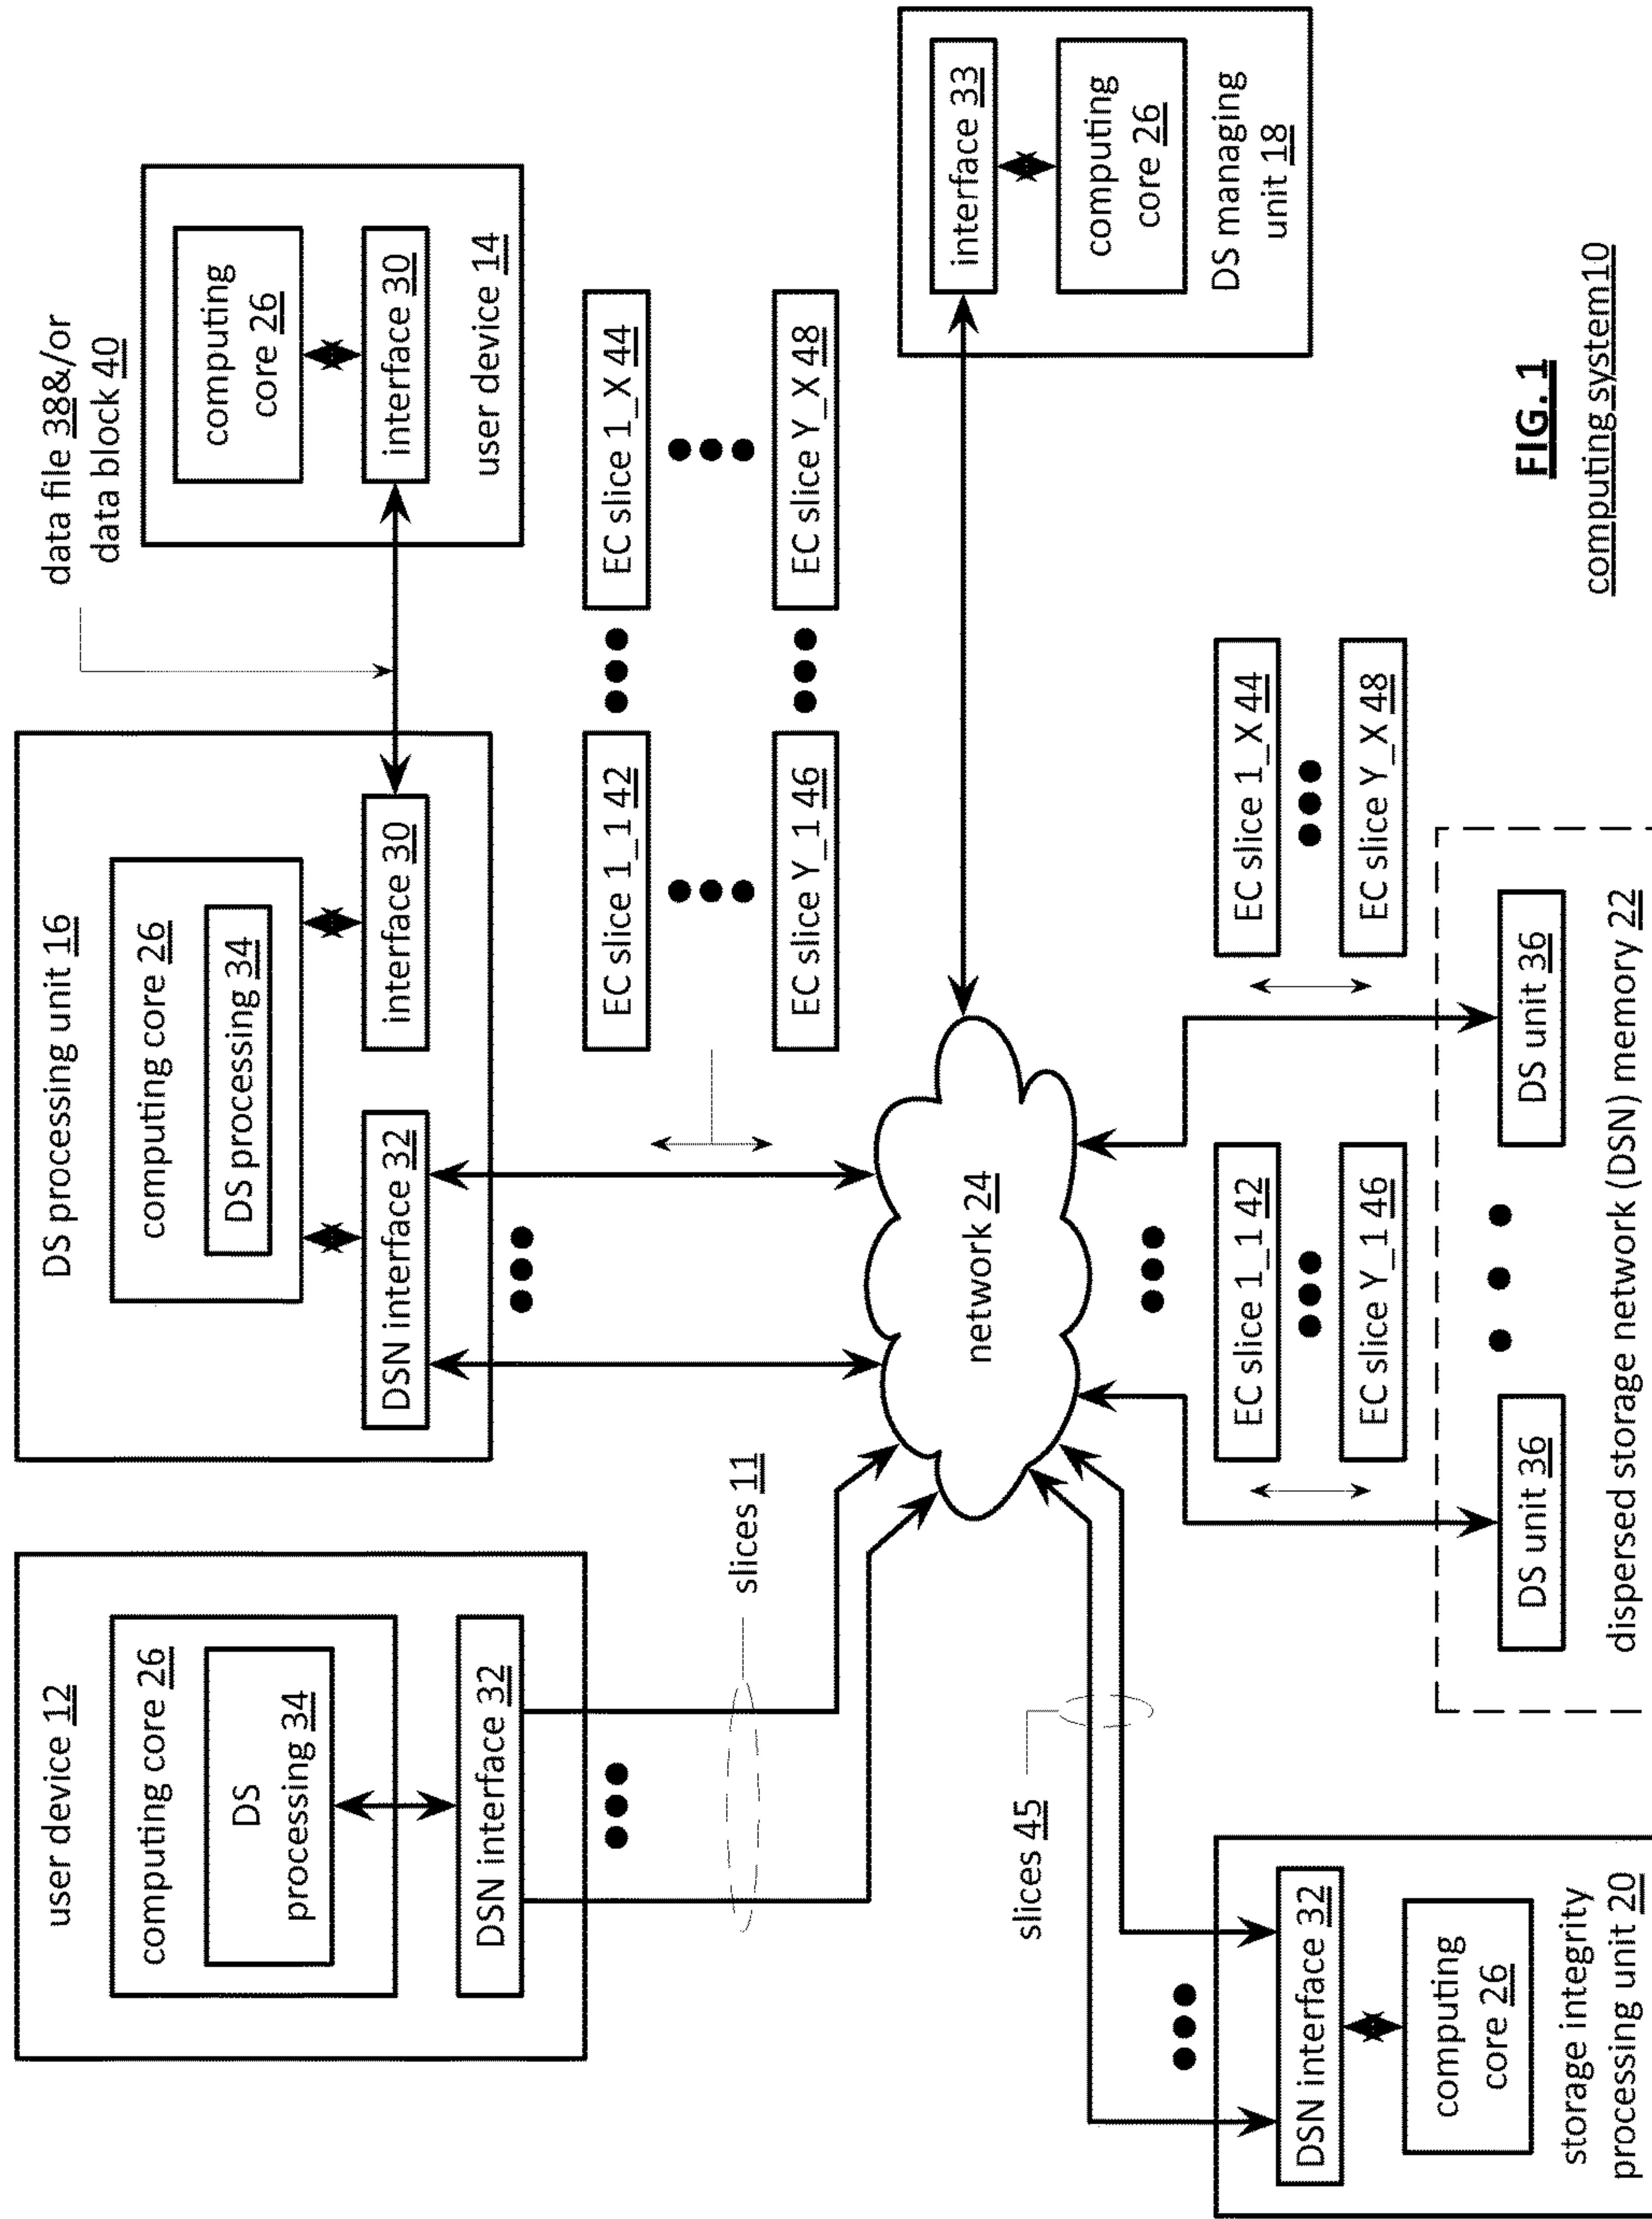 user device 12
computing core 26
DS
processing 34
DSN interface 32
slices 11
DS processing unit 16
computing core 26
DS processing 34
DSN interface 32
interface 30
data file 38&/or
data block 40
computing
core 26
interface 30
user device 14
EC slice 1_1 42
EC slice 1_X 44
EC slice Y_1 46
EC slice Y_X 48
network 24
interface 33
computing
core 26
DS managing
unit 18
slices 45
DSN interface 32
computing
core 26
storage integrity
processing unit 20
EC slice 1_1 42
EC slice Y_1 46
EC slice 1_X 44
EC slice Y_X 48
DS unit 36
DS unit 36
dispersed storage network (DSN) memory 22
FIG. 1
computing system10